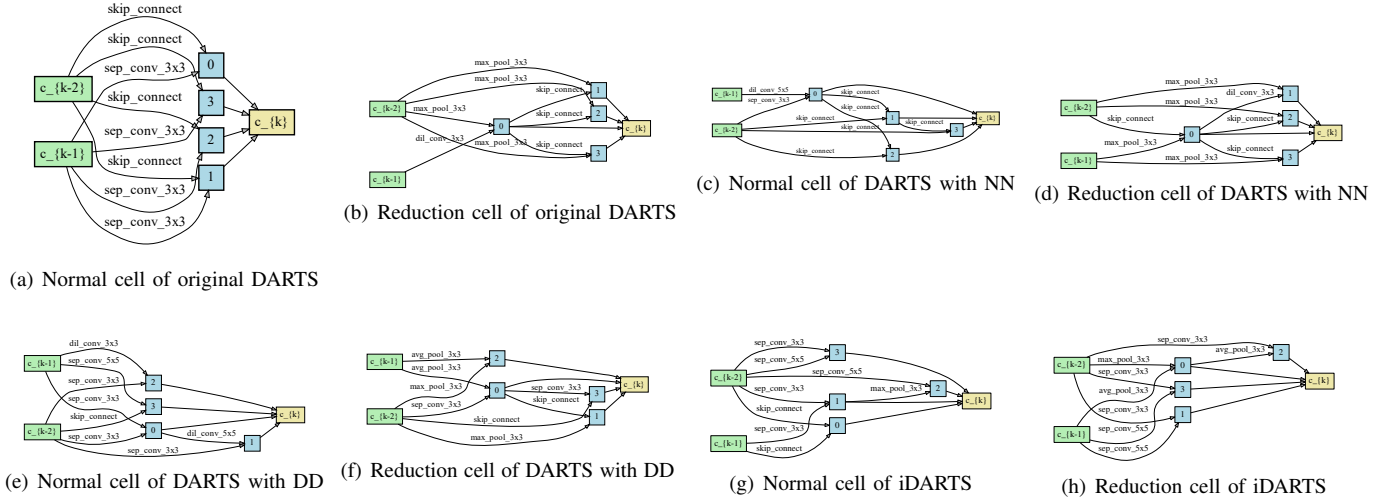 skip_connect
skip_connect
sep_conv_3x3
skip_connect
sep_conv_3x3
skip_connect
sep_conv_3x3
sep_conv_3x3
c_{k-2}
c_{k-1}
0
3
2
1
c_{k}
(a) Normal cell of original DARTS
max_pool_3x3
max_pool_3x3
skip_connect
max_pool_3x3
skip_connect
dil_conv_3x3
max_pool_3x3
skip_connect
c_{k-2}
c_{k-1}
0
1
2
3
c_{k}
(b) Reduction cell of original DARTS
c_{k-1}
dil_conv_5x5
sep_conv_3x3
c_{k-2}
skip_connect
skip_connect
skip_connect
skip_connect
skip_connect
skip_connect
0
1
3
2
c_{k}
(c) Normal cell of DARTS with NN
max_pool_3x3
dil_conv_3x3
max_pool_3x3
c_{k-2}
skip_connect
skip_connect
max_pool_3x3
skip_connect
max_pool_3x3
c_{k-1}
0
1
2
3
c_{k}
(d) Reduction cell of DARTS with NN
dil_conv_3x3
c_{k-1}
sep_conv_5x5
sep_conv_3x3
skip_connect
c_{k-2}
sep_conv_3x3
dil_conv_5x5
sep_conv_3x3
2
3
0
1
c_{k}
(e) Normal cell of DARTS with DD
c_{k-1}
avg_pool_3x3
avg_pool_3x3
max_pool_3x3
sep_conv_3x3
sep_conv_3x3
skip_connect
c_{k-2}
skip_connect
max_pool_3x3
2
0
3
1
c_{k}
(f) Reduction cell of DARTS with DD
sep_conv_3x3
sep_conv_5x5
c_{k-2}
sep_conv_5x5
sep_conv_3x3
max_pool_3x3
skip_connect
sep_conv_3x3
c_{k-1}
skip_connect
3
2
1
0
c_{k}
(g) Normal cell of iDARTS
sep_conv_3x3
avg_pool_3x3
c_{k-2}
max_pool_3x3
sep_conv_3x3
avg_pool_3x3
sep_conv_3x3
c_{k-1}
sep_conv_5x5
sep_conv_5x5
2
0
3
1
c_{k}
(h) Reduction cell of iDARTS